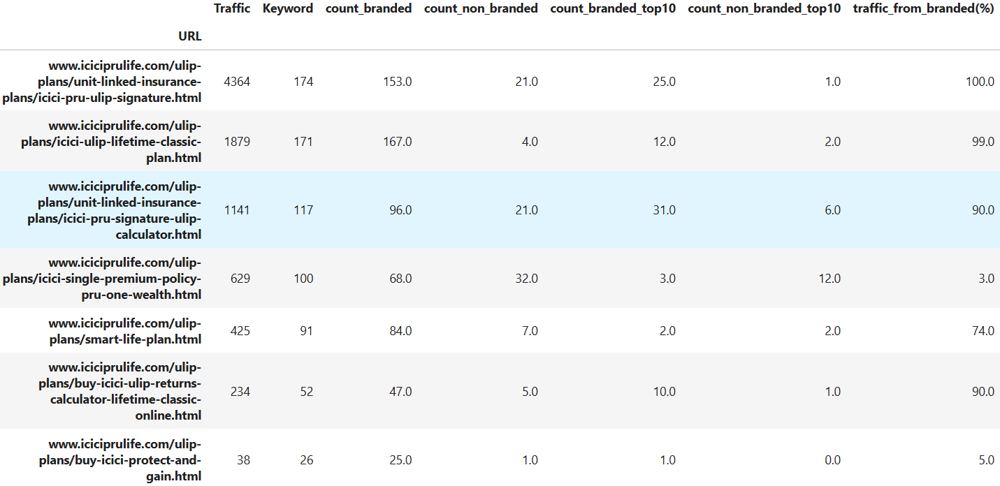 Traffic Keyword count_branded count_non_branded count_branded_top10 count_non_branded_top10 traffic_from_branded(%)
URL
www.iciciprulife.com/ulip-
plans/unit-linked-insurance-
plans/icici-pru-ulip-signature.html
4364 174 153.0 21.0 25.0 1.0 100.0
www.iciciprulife.com/ulip-
plans/icici-ulip-lifetime-classic-
plan.html
1879 171 167.0 4.0 12.0 2.0 99.0
www.iciciprulife.com/ulip-
plans/unit-linked-insurance-
plans/icici-pru-signature-ulip-
calculator.html
1141 117 96.0 21.0 31.0 6.0 90.0
www.iciciprulife.com/ulip-
plans/icici-single-premium-policy-
pru-one-wealth.html
629 100 68.0 32.0 3.0 12.0 3.0
www.iciciprulife.com/ulip-
plans/smart-life-plan.html
425 91 84.0 7.0 2.0 2.0 74.0
www.iciciprulife.com/ulip-
plans/buy-icici-ulip-returns-
calculator-lifetime-classic-
online.html
234 52 47.0 5.0 10.0 1.0 90.0
www.iciciprulife.com/ulip-
plans/buy-icici-protect-and-
gain.html
38 26 25.0 1.0 1.0 0.0 5.0